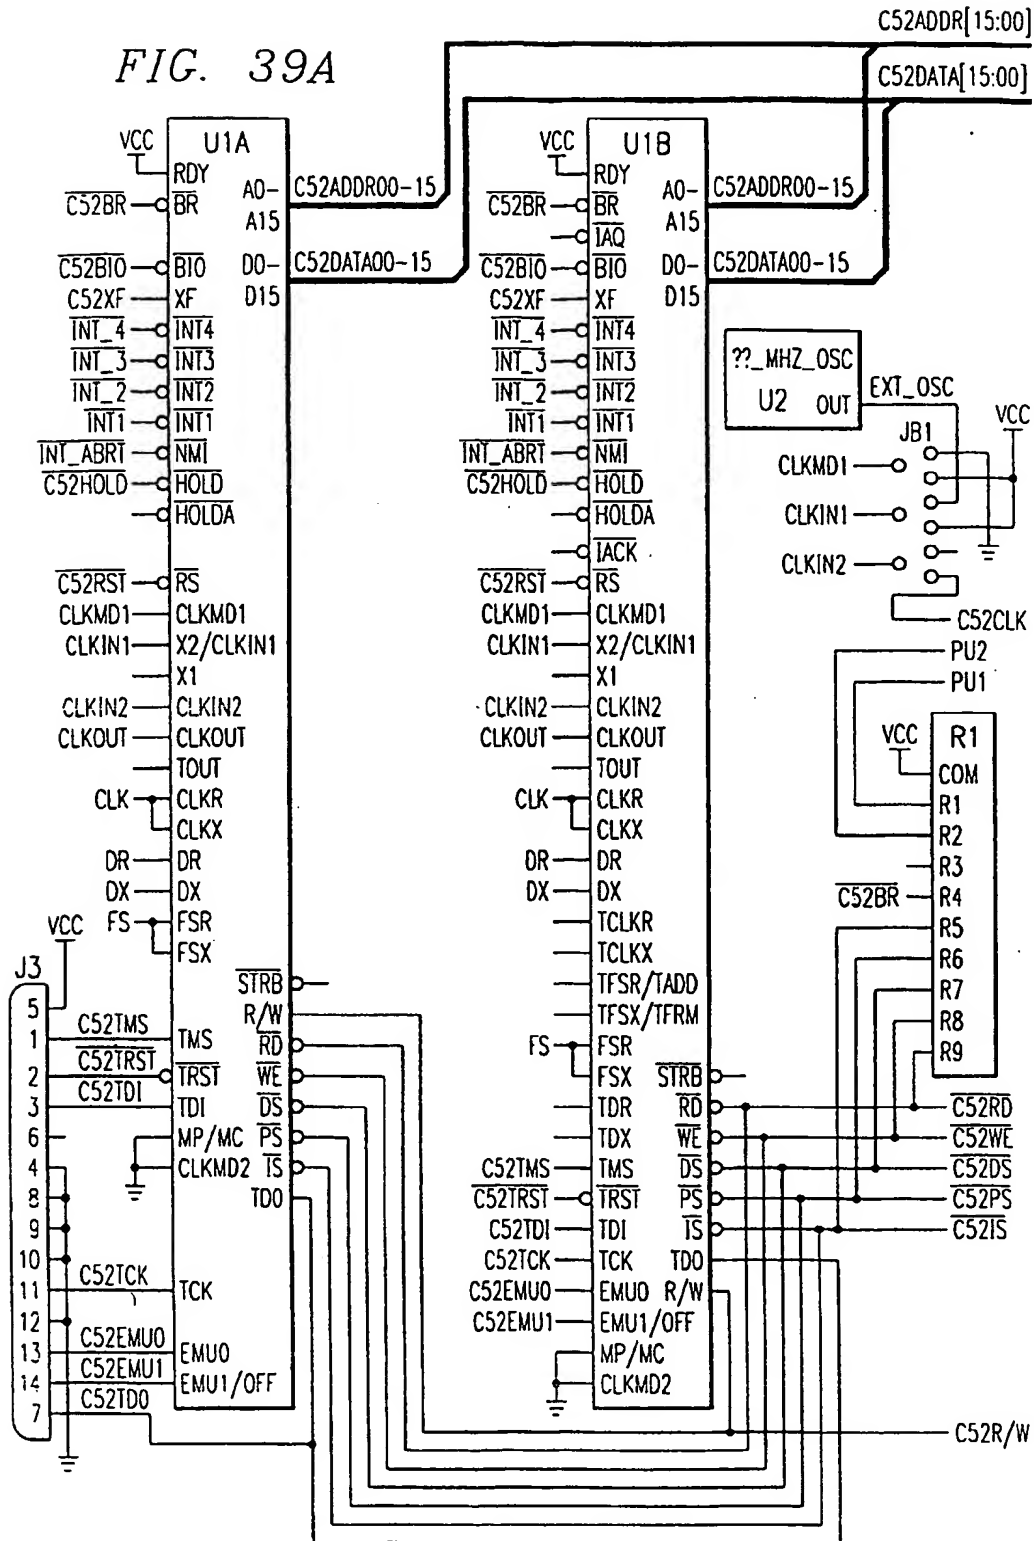 FIG. 39A
C52ADDR[15:00]
C52DATA[15:00]
U1A
VCC
RDY
C52BR
BR
C52BIO
BIO
C52XF
XF
INT_4
INT4
INT_3
INT3
INT_2
INT2
INT1
INT1
INT_ABRT
NMI
C52HOLD
HOLD
HOLDA
C52RST
RS
CLKMD1
CLKMD1
CLKIN1
X2/CLKIN1
X1
CLKIN2
CLKIN2
CLKOUT
CLKOUT
TOUT
CLK
CLKR
CLKX
DR
DR
DX
DX
FS
FSR
FSX
A0-
A15
C52ADDR00-15
D0-
D15
C52DATA00-15
STRB
R/W
RD
WE
DS
PS
IS
TDO
TMS
TRST
TDI
MP/MC
CLKMD2
TCK
EMU0
EMU1/OFF
VCC
J3
5
1
C52TMS
2
C52TRST
3
C52TDI
6
4
8
9
10
11
C52TCK
12
13
C52EMU0
14
C52EMU1
7
C52TDO
U1B
VCC
RDY
C52BR
BR
IAQ
C52BIO
BIO
C52XF
XF
INT_4
INT4
INT_3
INT3
INT_2
INT2
INT1
INT1
INT_ABRT
NMI
C52HOLD
HOLD
HOLDA
IACK
C52RST
RS
CLKMD1
CLKMD1
CLKIN1
X2/CLKIN1
X1
CLKIN2
CLKIN2
CLKOUT
CLKOUT
TOUT
CLK
CLKR
CLKX
DR
DR
DX
DX
TCLKR
TCLKX
TFSR/TADD
TFSX/TFRM
FS
FSR
FSX
TDR
TDX
C52TMS
TMS
C52TRST
TRST
C52TDI
TDI
C52TCK
TCK
C52EMU0
EMU0
C52EMU1
EMU1/OFF
MP/MC
CLKMD2
A0-
A15
C52ADDR00-15
D0-
D15
C52DATA00-15
STRB
RD
WE
DS
PS
IS
TDO
R/W
??_MHZ_OSC
U2
OUT
EXT_OSC
VCC
JB1
CLKMD1
CLKIN1
CLKIN2
C52CLK
PU2
PU1
VCC
R1
COM
R1
R2
R3
C52BR
R4
R5
R6
R7
R8
R9
C52RD
C52WE
C52DS
C52PS
C52IS
C52R/W